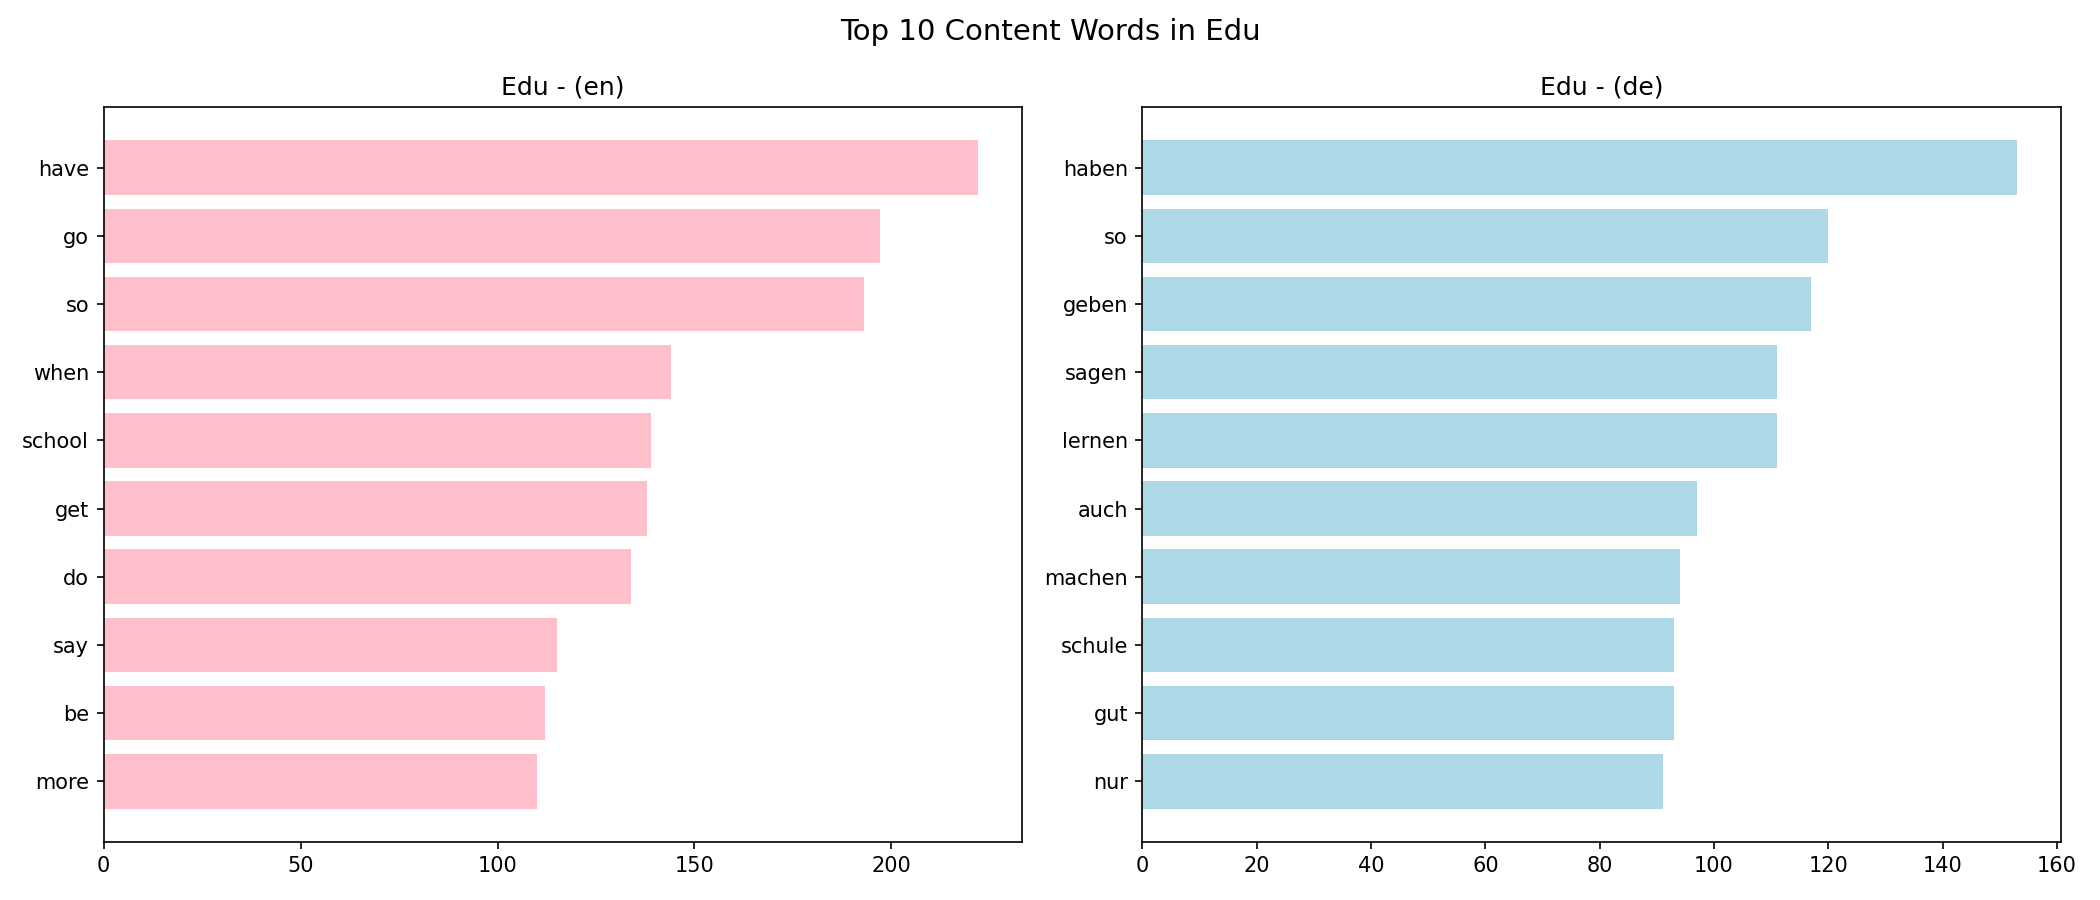 Top 10 Content Words in Edu
Edu - (en)
have
go
so
when
school
get
do
say
be
more
0 50 100 150 200
Edu - (de)
haben
so
geben
sagen
lernen
auch
machen
schule
gut
nur
0 20 40 60 80 100 120 140 160